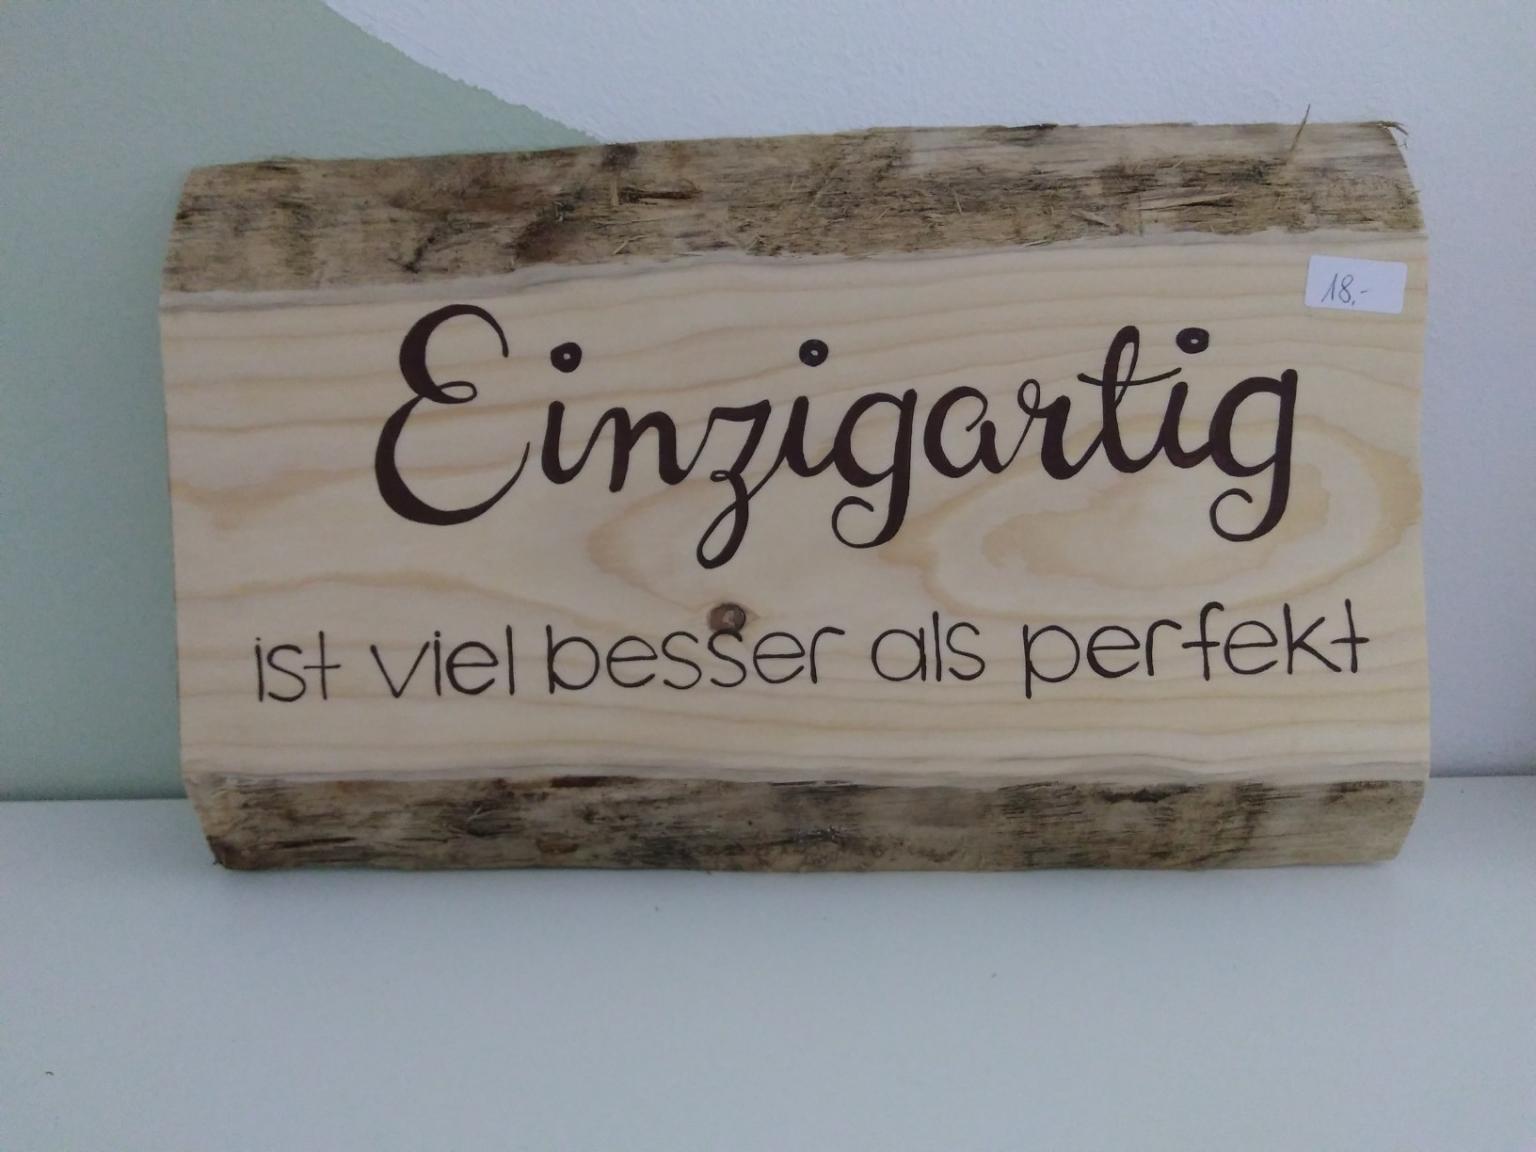 18,-
Einzigartig
ist viel besser als perfekt